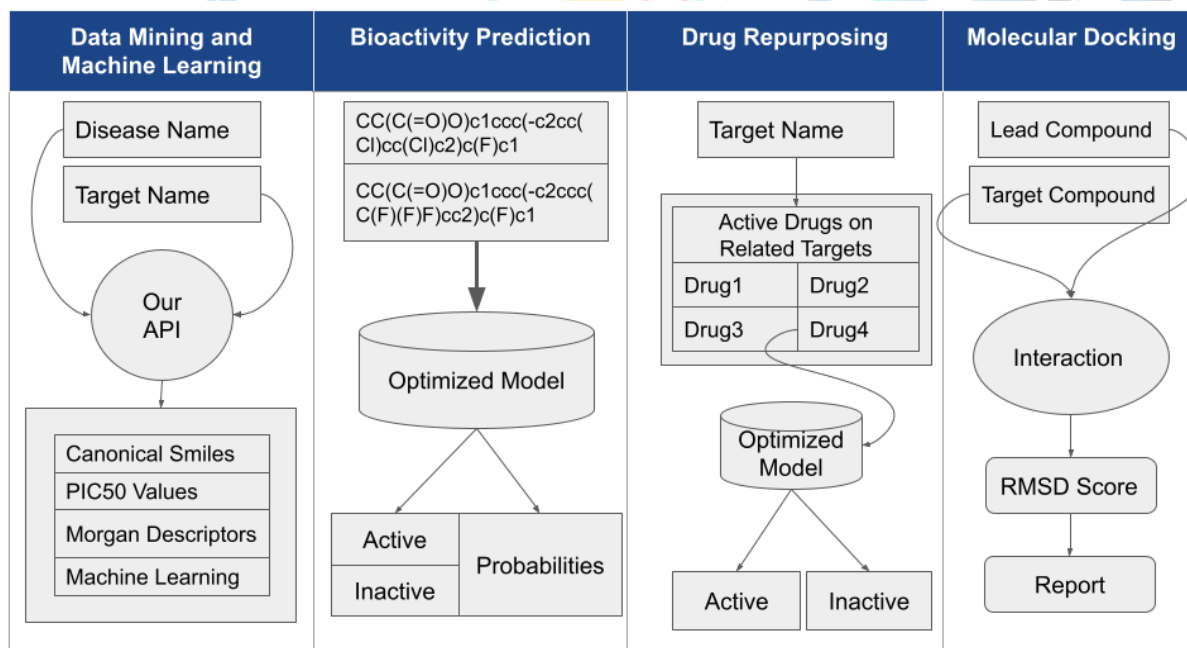 Data Mining and
Machine Learning
Disease Name
Target Name
Our
API
Canonical Smiles
PIC50 Values
Morgan Descriptors
Machine Learning
Bioactivity Prediction
CC(C(=O)O)c1ccc(-c2cc(
Cl)cc(Cl)c2)c(F)c1
CC(C(=O)O)c1ccc(-c2ccc(
C(F)(F)F)cc2)c(F)c1
Optimized Model
Active
Inactive
Probabilities
Drug Repurposing
Target Name
Active Drugs on
Related Targets
Drug1
Drug2
Drug3
Drug4
Optimized
Model
Active
Inactive
Molecular Docking
Lead Compound
Target Compound
Interaction
RMSD Score
Report